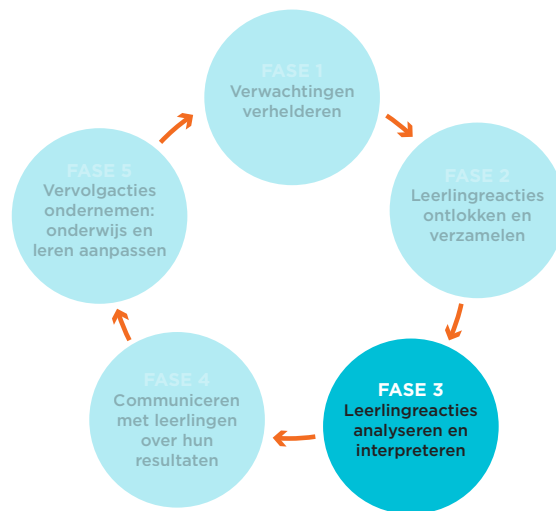 FASE 1
Verwachtingen
verhelderen
FASE 2
Leerlingreacties
ontlokken en
verzamelen
FASE 3
Leerlingreacties
analyseren en
interpreteren
FASE 4
Communiceren
met leerlingen
over hun
resultaten
FASE 5
Vervolgacties
ondernemen:
onderwijs en
leren aanpassen